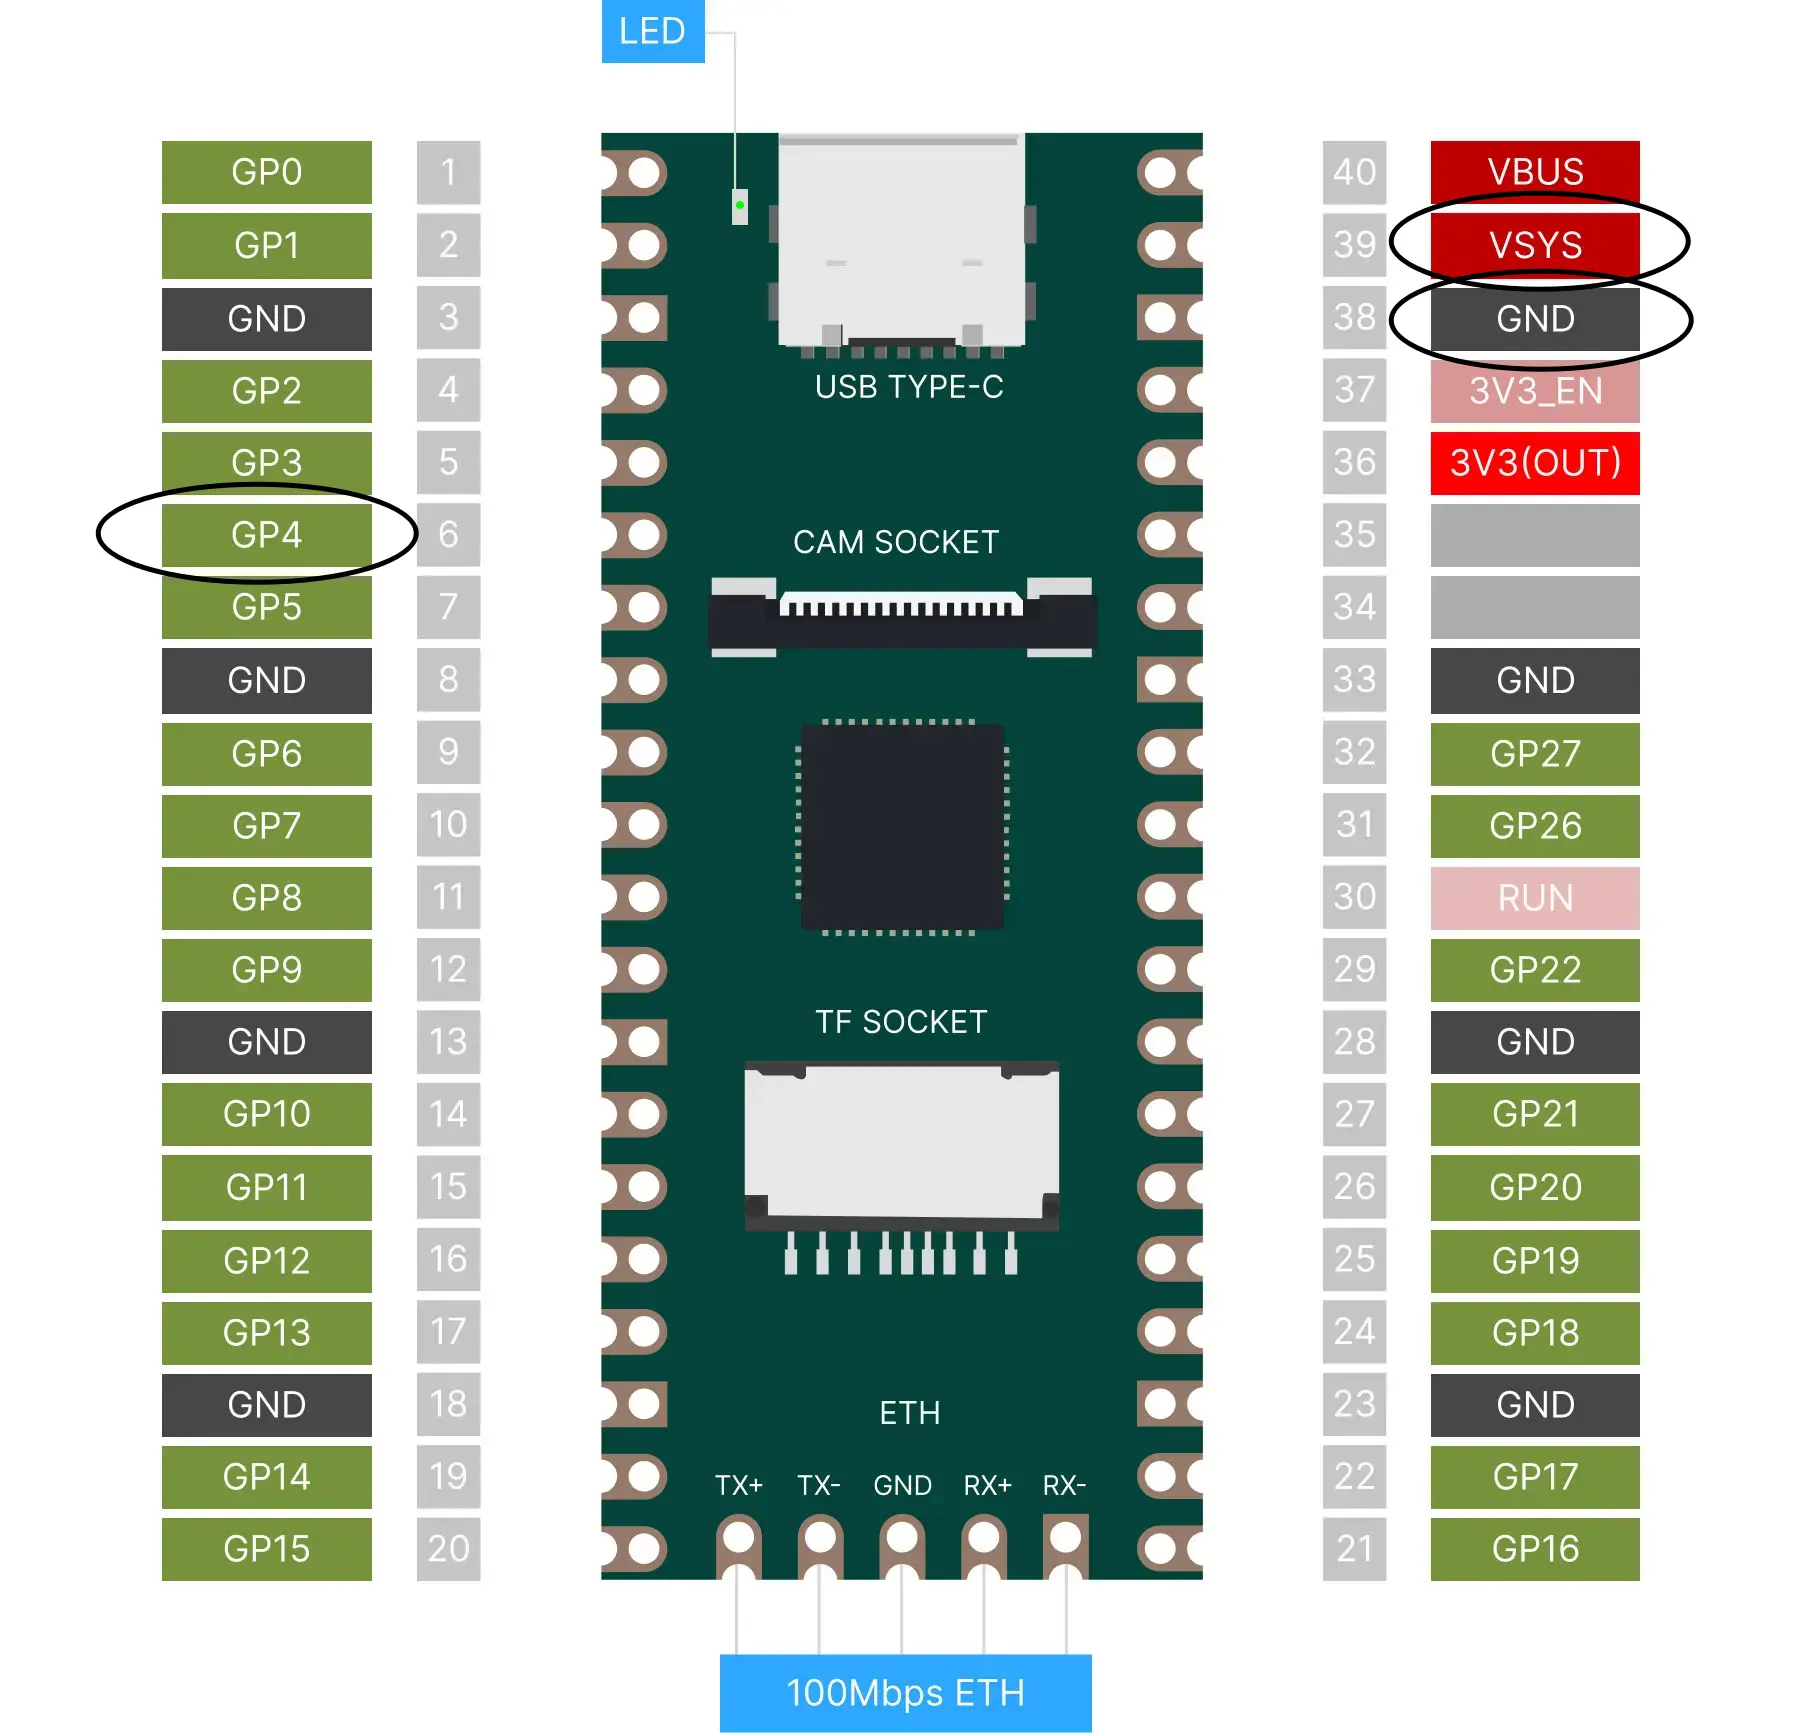 LED
GP0 1 40 VBUS
GP1 2 39 VSYS
GND 3 38 GND
USB TYPE-C
GP2 4 37 3V3_EN
GP3 5 36 3V3(OUT)
GP4 6 35
CAM SOCKET
GP5 7 34
GND 8 33 GND
GP6 9 32 GP27
GP7 10 31 GP26
GP8 11 30 RUN
GP9 12 29 GP22
TF SOCKET
GND 13 28 GND
GP10 14 27 GP21
GP11 15 26 GP20
GP12 16 25 GP19
GP13 17 24 GP18
GND 18 23 GND
ETH
GP14 19 22 GP17
TX+ TX- GND RX+ RX-
GP15 20 21 GP16
100Mbps ETH